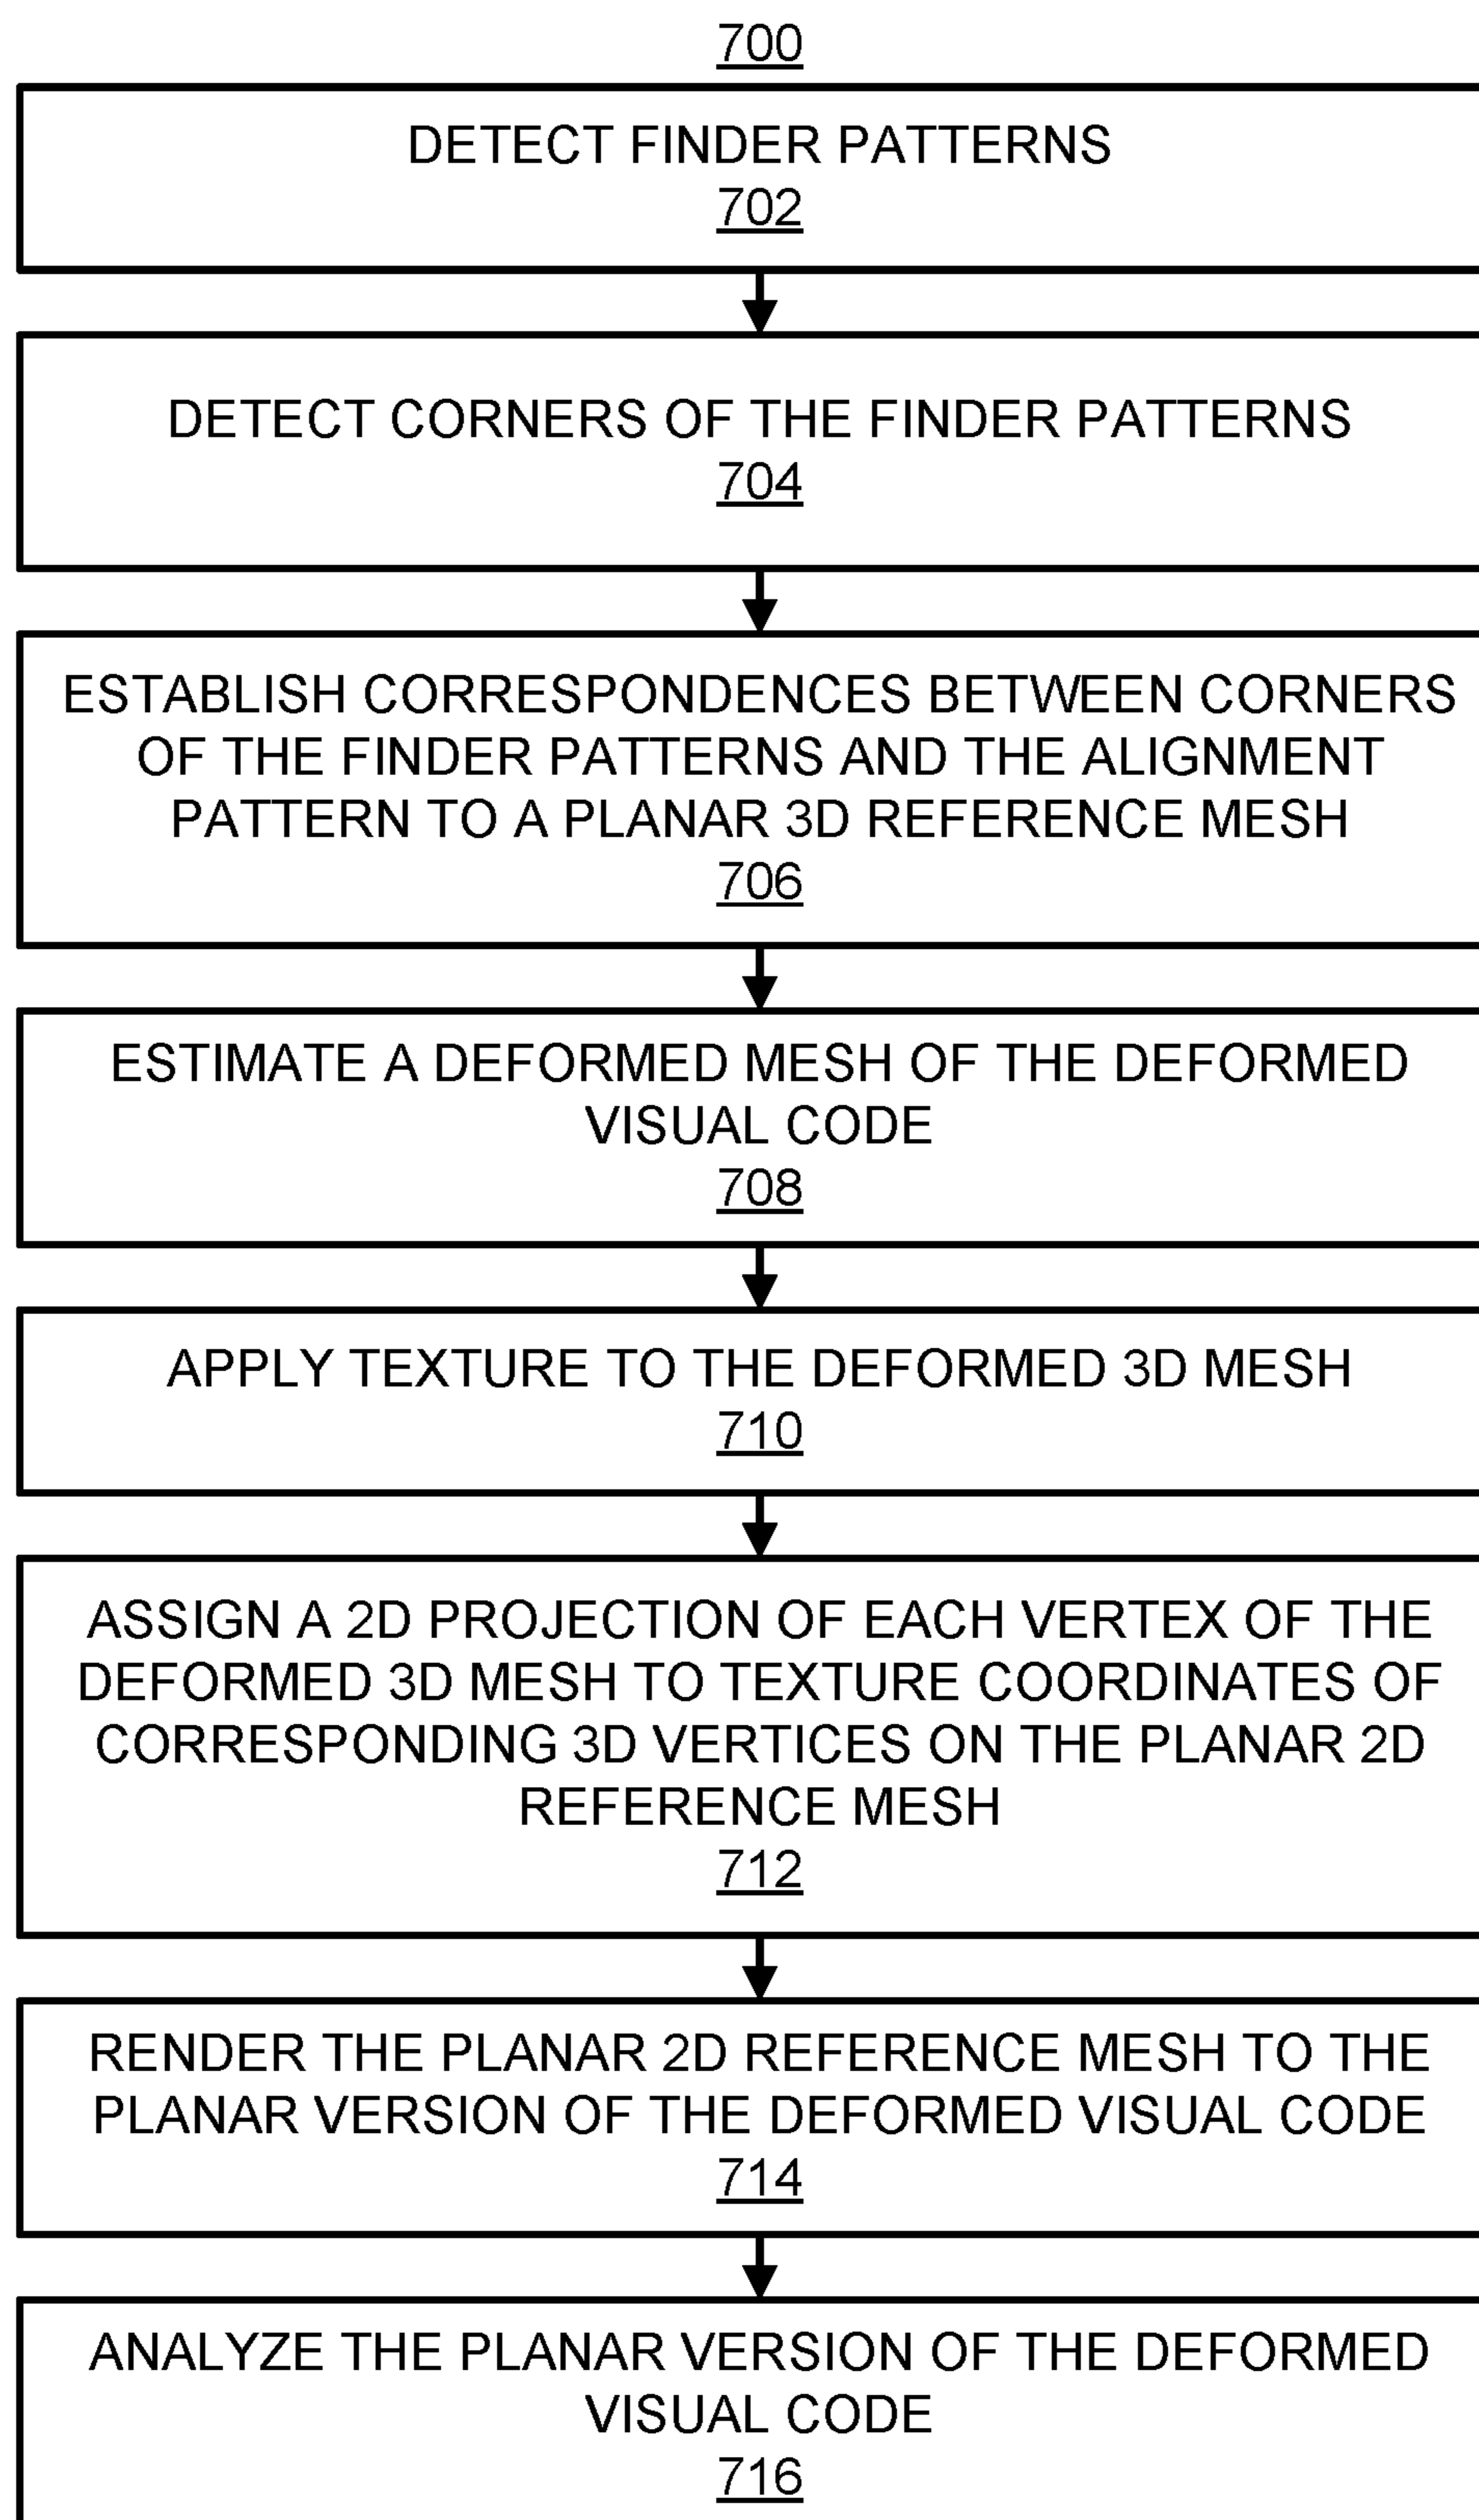 700
DETECT FINDER PATTERNS
702
DETECT CORNERS OF THE FINDER PATTERNS
704
ESTABLISH CORRESPONDENCES BETWEEN CORNERS
OF THE FINDER PATTERNS AND THE ALIGNMENT
PATTERN TO A PLANAR 3D REFERENCE MESH
706
ESTIMATE A DEFORMED MESH OF THE DEFORMED
VISUAL CODE
708
APPLY TEXTURE TO THE DEFORMED 3D MESH
710
ASSIGN A 2D PROJECTION OF EACH VERTEX OF THE
DEFORMED 3D MESH TO TEXTURE COORDINATES OF
CORRESPONDING 3D VERTICES ON THE PLANAR 2D
REFERENCE MESH
712
RENDER THE PLANAR 2D REFERENCE MESH TO THE
PLANAR VERSION OF THE DEFORMED VISUAL CODE
714
ANALYZE THE PLANAR VERSION OF THE DEFORMED
VISUAL CODE
716